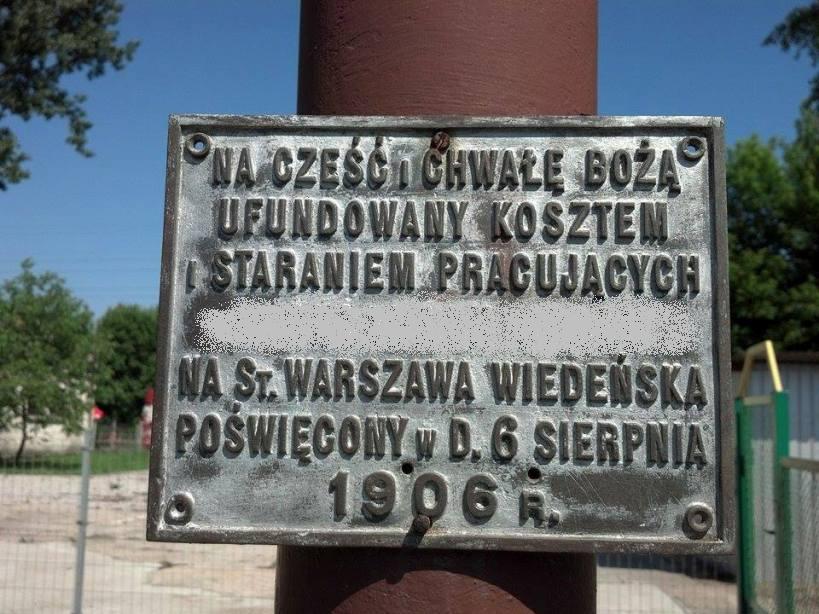 NA CZEŚĆ I CHWAŁĘ BOŻĄ
UFUNDOWANY KOSZTEM
I STARANIEM PRACUJĄCYCH
NA ST. WARSZAWA WIEDEŃSKA
POŚWIĘCONY W D. 6 SIERPNIA
1906 R.